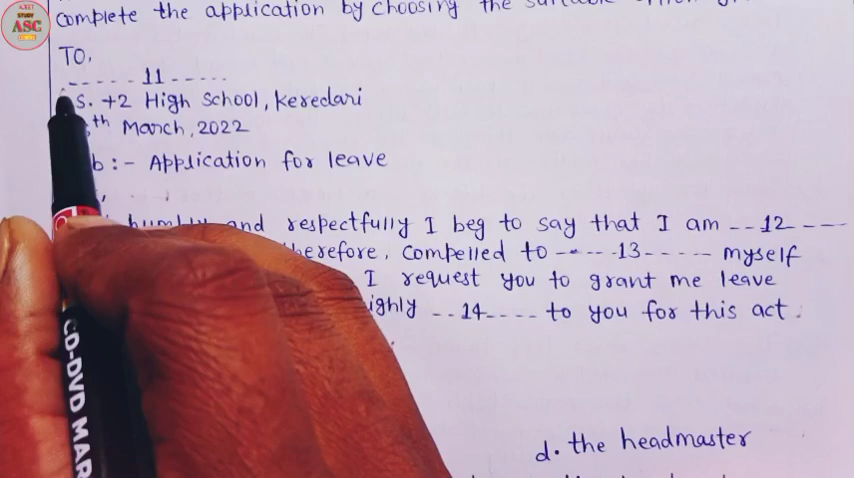 STUDY
ASC
Complete the application by choosing the
TO,
-----11------
s. +2 High School, keredari
th March, 2022
b :- Application for leave
and respectfully I beg to say that I am --12-----
therefore, compelled to -----13------ myself
I request you to grant me leave
ighly --14---- to you for this act.
CD-DVD MAR
d. the headmaster